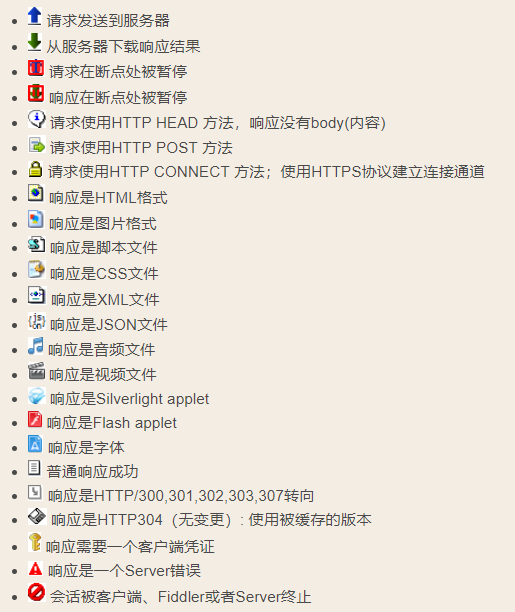 请求发送到服务器
从服务器下载响应结果
请求在断点处被暂停
响应在断点处被暂停
请求使用HTTP HEAD 方法，响应没有body(内容)
请求使用HTTP POST 方法
请求使用HTTP CONNECT 方法；使用HTTPS协议建立连接通道
响应是HTML格式
响应是图片格式
响应是脚本文件
响应是CSS文件
响应是XML文件
响应是JSON文件
响应是音频文件
响应是视频文件
响应是Silverlight applet
响应是Flash applet
响应是字体
普通响应成功
响应是HTTP/300,301,302,303,307转向
响应是HTTP304（无变更）: 使用被缓存的版本
响应需要一个客户端凭证
响应是一个Server错误
会话被客户端、Fiddler或者Server终止